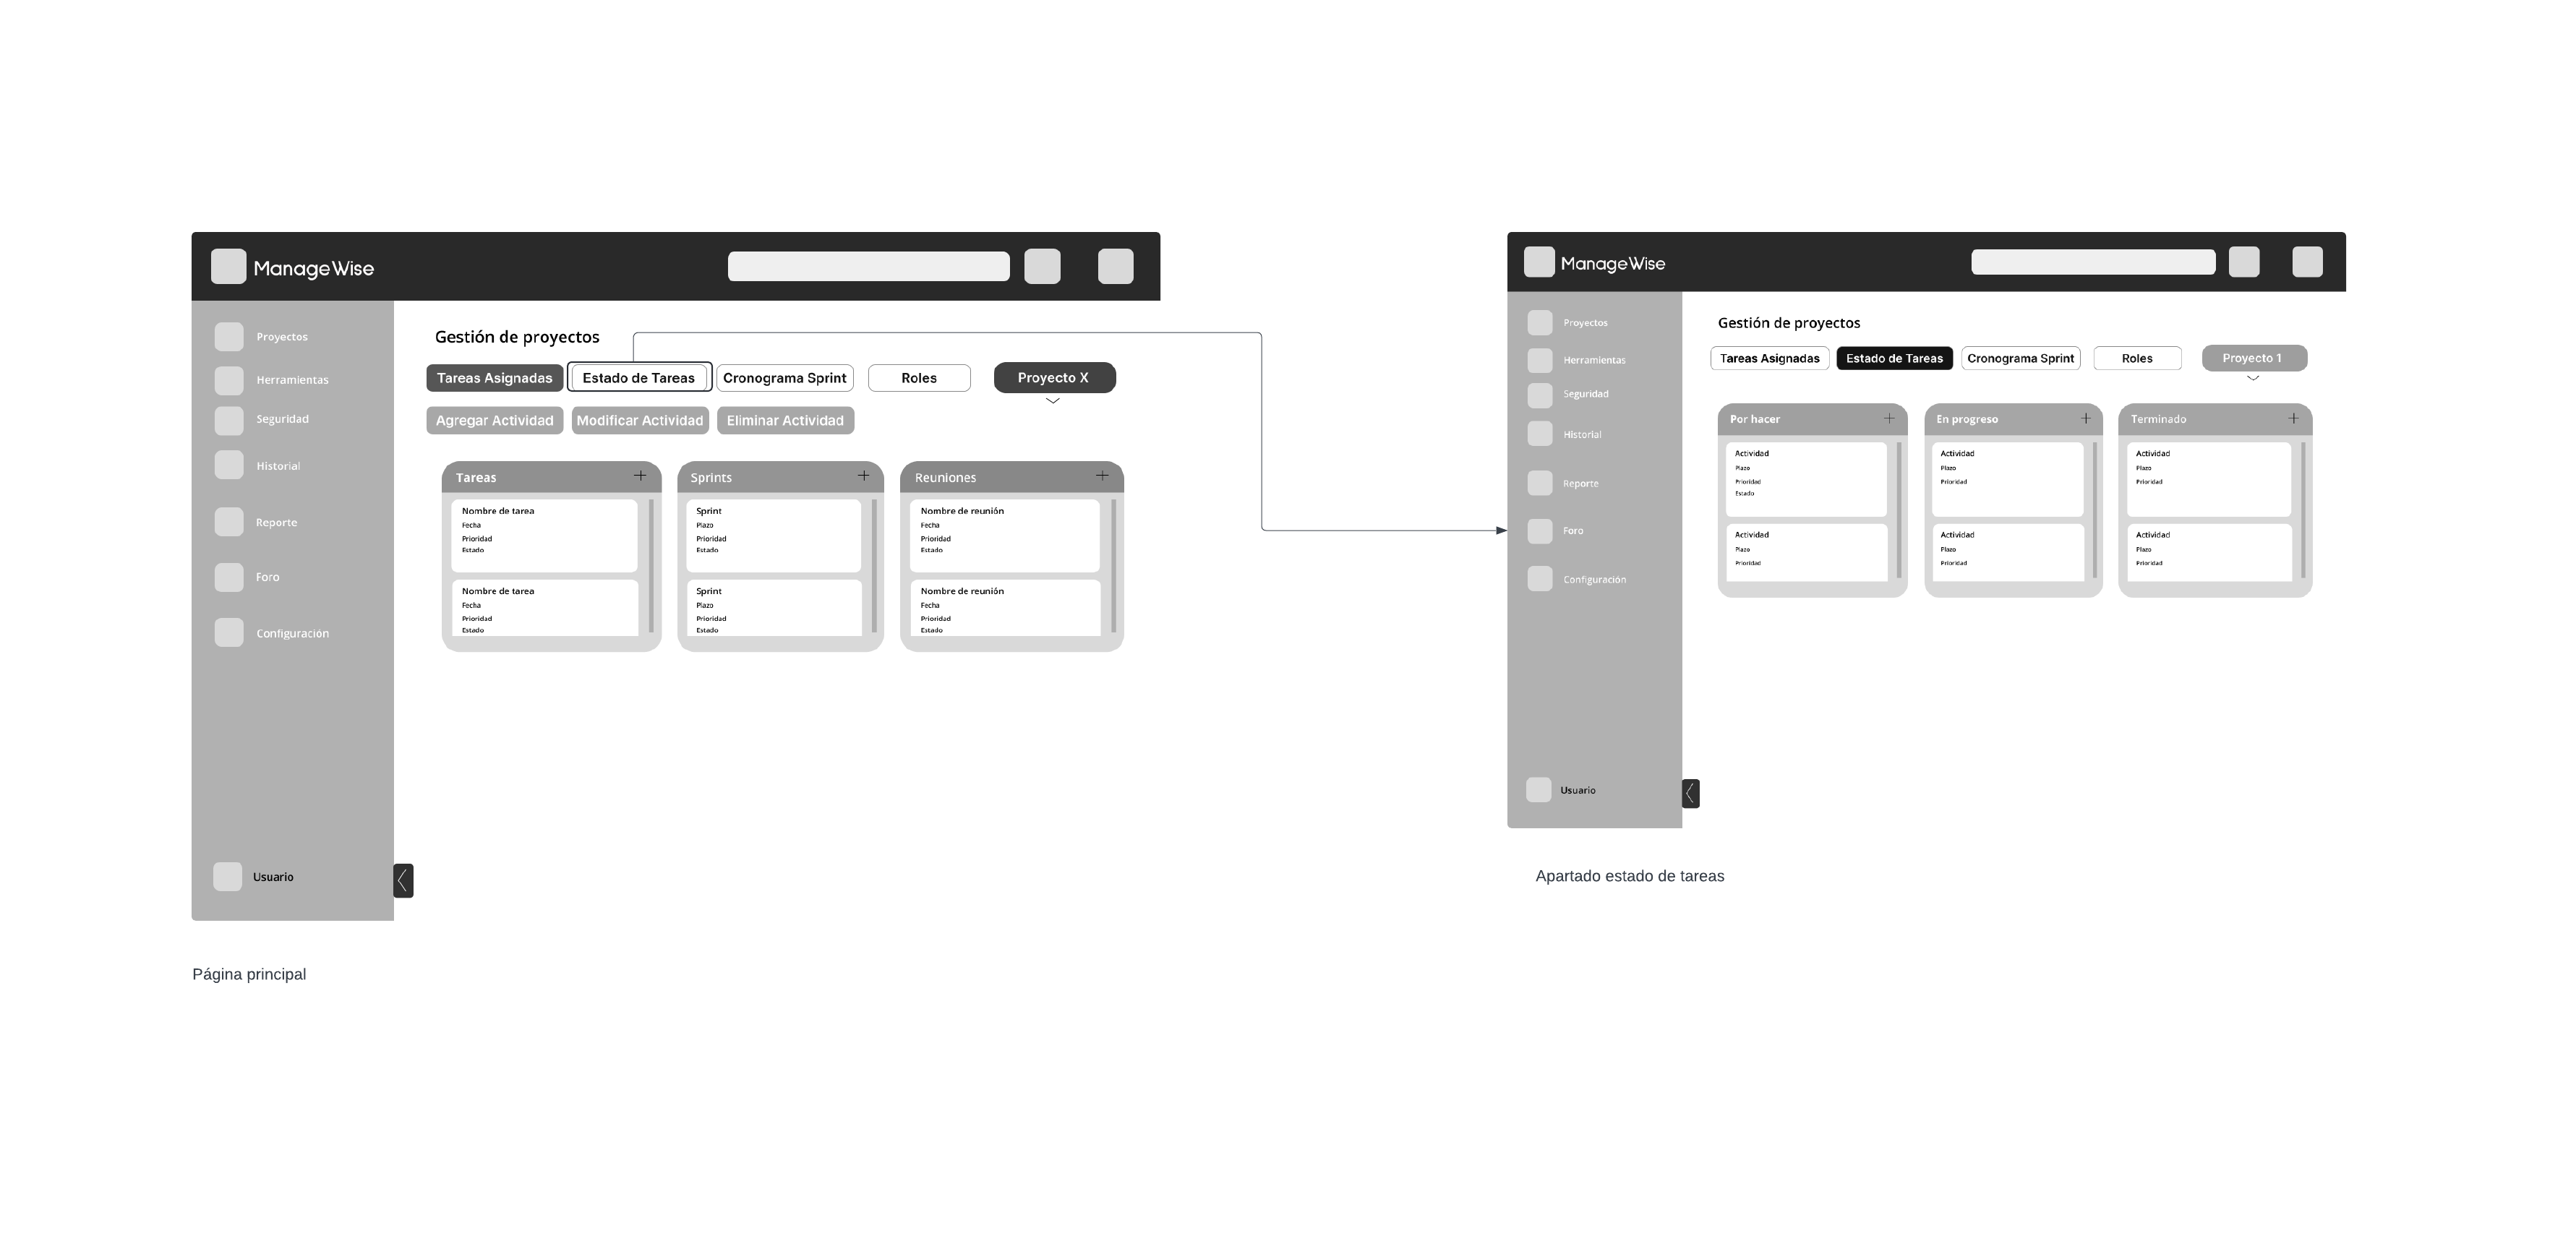 ManageWise
Proyectos
Herramientas
Seguridad
Historial
Reporte
Foro
Configuración
Usuario
Gestión de proyectos
Tareas Asignadas
Estado de Tareas
Cronograma Sprint
Roles
Proyecto X
Agregar Actividad
Modificar Actividad
Eliminar Actividad
Tareas
Nombre de tarea
Fecha
Prioridad
Estado
Nombre de tarea
Fecha
Prioridad
Estado
Sprints
Sprint
Plazo
Prioridad
Estado
Sprint
Plazo
Prioridad
Estado
Reuniones
Nombre de reunión
Fecha
Prioridad
Estado
Nombre de reunión
Fecha
Prioridad
Estado
Página principal
ManageWise
Proyectos
Herramientas
Seguridad
Historial
Reporte
Foro
Configuración
Usuario
Gestión de proyectos
Tareas Asignadas
Estado de Tareas
Cronograma Sprint
Roles
Proyecto 1
Por hacer
Actividad
Plazo
Prioridad
Estado
Actividad
Plazo
Prioridad
En progreso
Actividad
Plazo
Prioridad
Actividad
Plazo
Prioridad
Terminado
Actividad
Plazo
Prioridad
Actividad
Plazo
Prioridad
Apartado estado de tareas